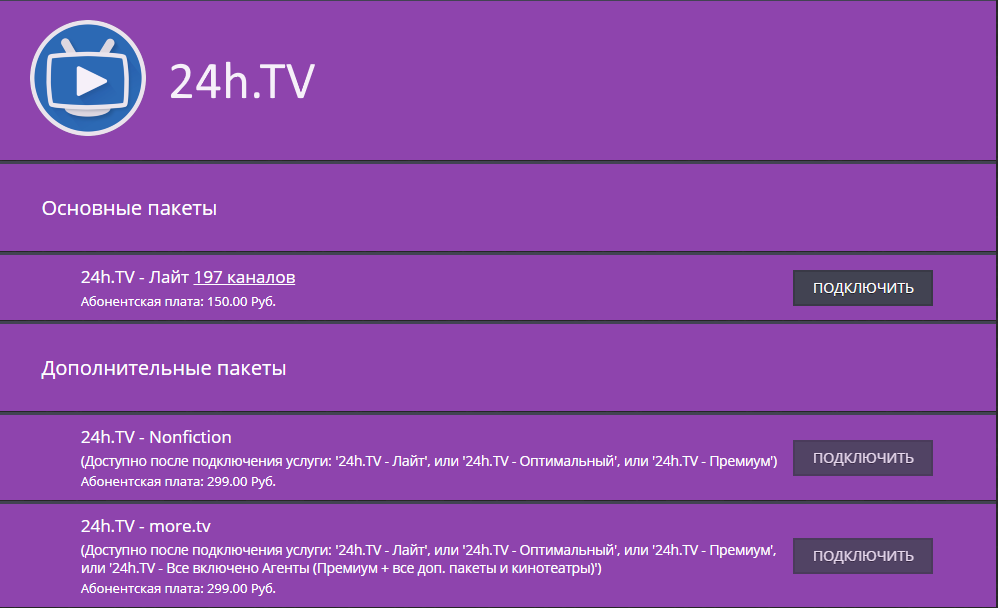 24h.TV
Основные пакеты
24h.TV - Лайт 197 каналов
Абонентская плата: 150.00 Руб.
ПОДКЛЮЧИТЬ
Дополнительные пакеты
24h.TV - Nonfiction
(Доступно после подключения услуги: '24h.TV - Лайт', или '24h.TV - Оптимальный', или '24h.TV - Премиум')
Абонентская плата: 299.00 Руб.
ПОДКЛЮЧИТЬ
24h.TV - more.tv
(Доступно после подключения услуги: '24h.TV - Лайт', или '24h.TV - Оптимальный', или '24h.TV - Премиум',
или '24h.TV - Все включено Агенты (Премиум + все доп. пакеты и кинотеатры)')
Абонентская плата: 299.00 Руб.
ПОДКЛЮЧИТЬ